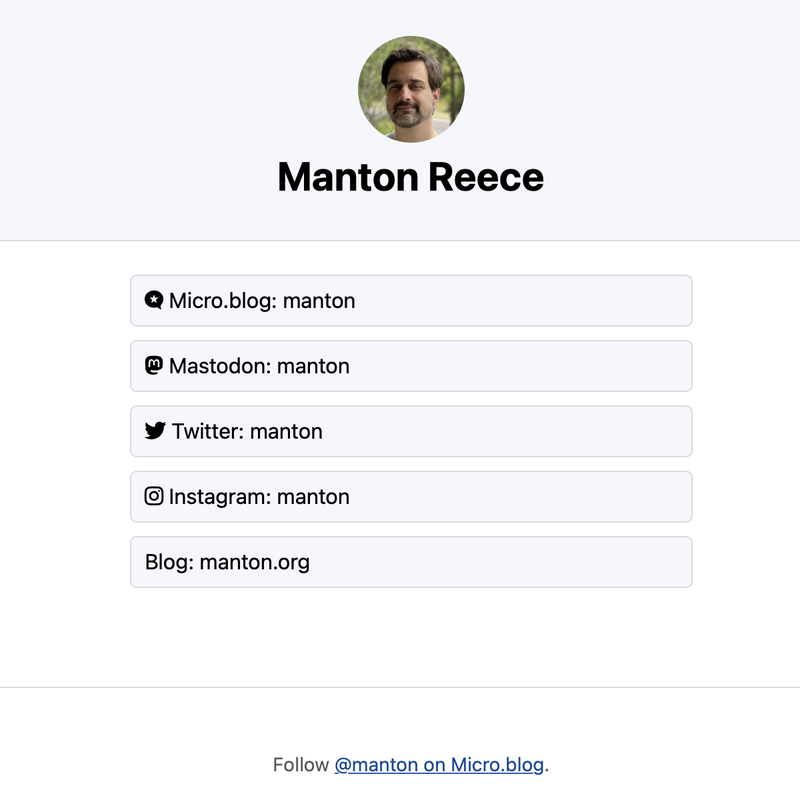 Manton Reece
Micro.blog: manton
Mastodon: manton
Twitter: manton
Instagram: manton
Blog: manton.org
Follow @manton on Micro.blog.